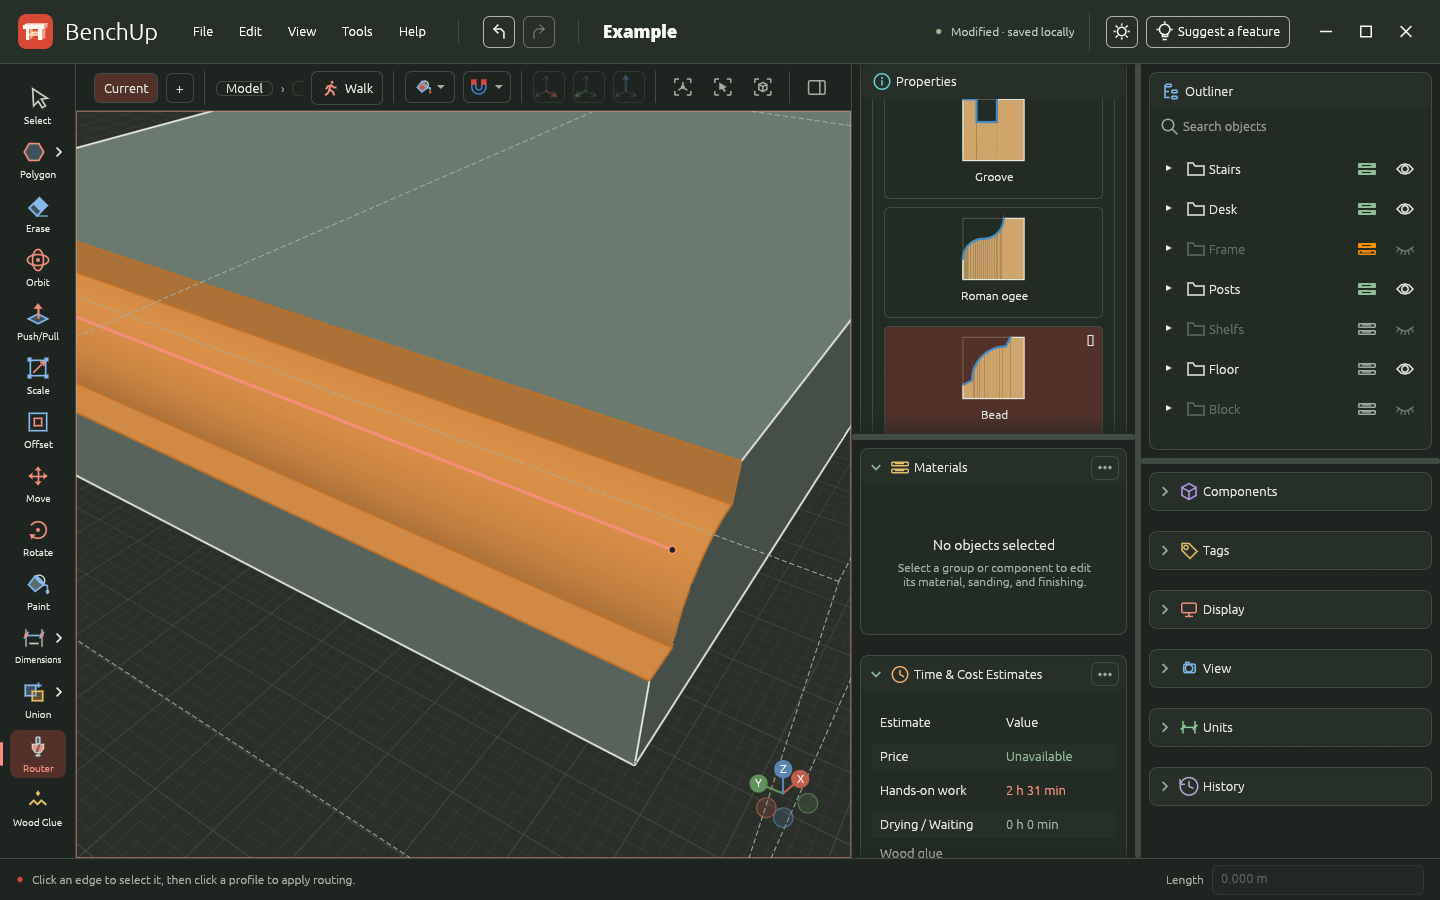 BenchUp
File
Edit
View
Tools
Help
Example
Modified · saved locally
Suggest a feature
Select
Polygon
Erase
Orbit
Push/Pull
Scale
Offset
Move
Rotate
Paint
Dimensions
Union
Router
Wood Glue
Current
+
Model
›
Walk
Z
Y
X
Properties
Groove
Roman ogee
Bead
Materials
No objects selected
Select a group or component to edit
its material, sanding, and finishing.
Time & Cost Estimates
Estimate Value
Price Unavailable
Hands-on work 2 h 31 min
Drying / Waiting 0 h 0 min
Wood glue
Outliner
Search objects
Stairs
Desk
Frame
Posts
Shelfs
Floor
Block
Components
Tags
Display
View
Units
History
Click an edge to select it, then click a profile to apply routing.
Length 0.000 m